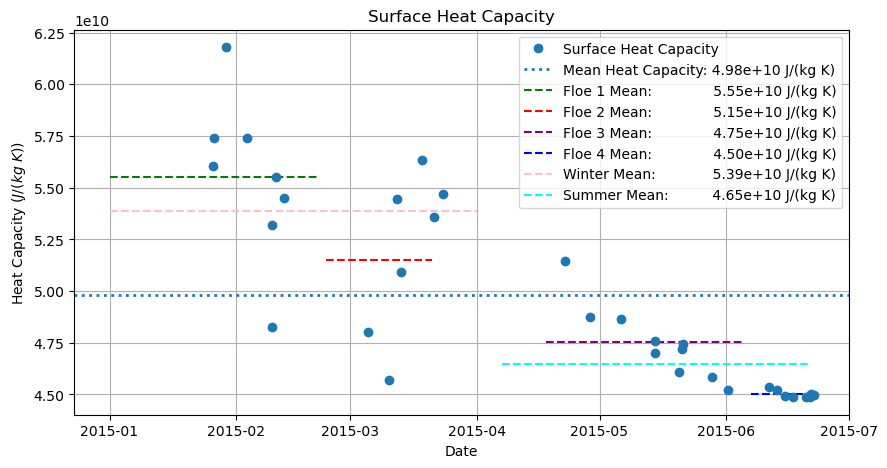 Surface Heat Capacity
1e10
6.25
6.00
5.75
5.50
5.25
5.00
4.75
4.50
Heat Capacity (J/(kg K))
Surface Heat Capacity
Mean Heat Capacity: 4.98e+10 J/(kg K)
Floe 1 Mean: 5.55e+10 J/(kg K)
Floe 2 Mean: 5.15e+10 J/(kg K)
Floe 3 Mean: 4.75e+10 J/(kg K)
Floe 4 Mean: 4.50e+10 J/(kg K)
Winter Mean: 5.39e+10 J/(kg K)
Summer Mean: 4.65e+10 J/(kg K)
2015-01 2015-02 2015-03 2015-04 2015-05 2015-06 2015-07
Date